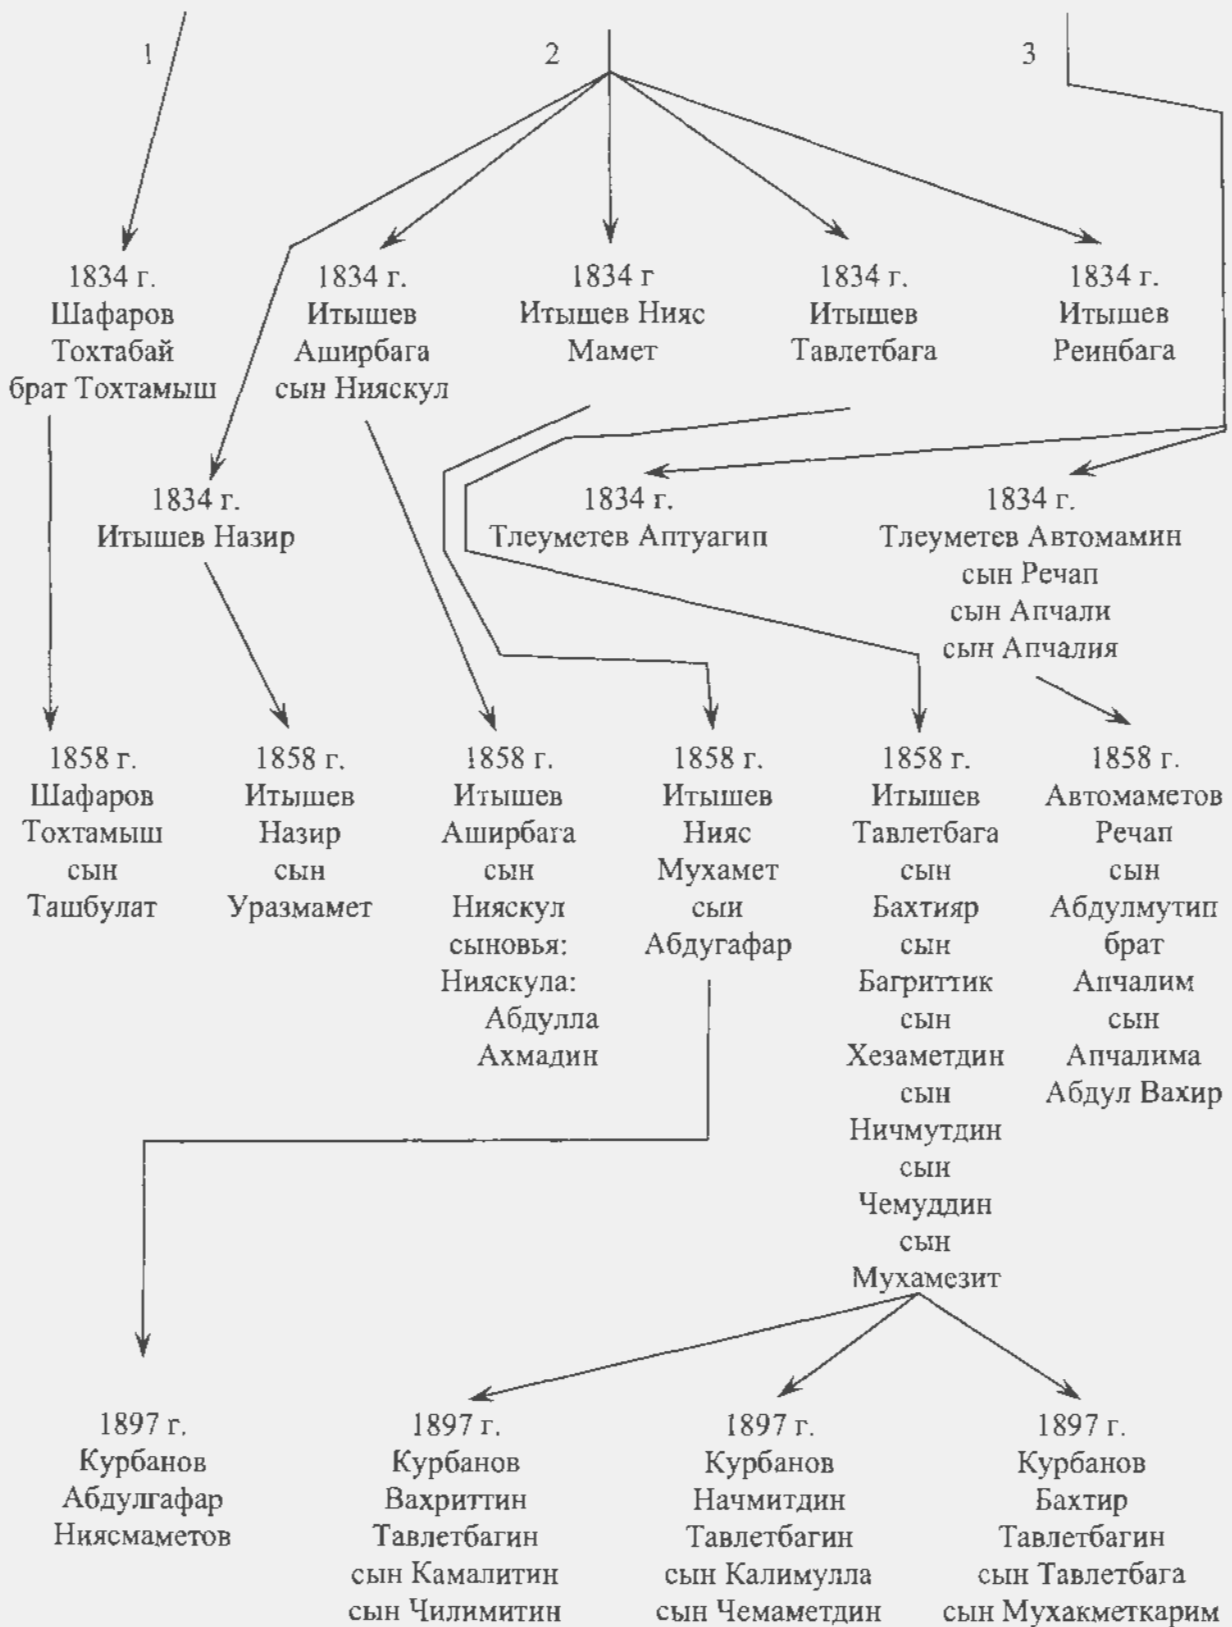 1
2
3
1834 г.
Шафаров
Тохтабай
брат Тохтамыш
1834 г.
Итышев
Аширбага
сын Нияскул
1834 г
Итышев Нияс
Мамет
1834 г.
Итышев
Тавлетбага
1834 г.
Итышев
Реинбага
1834 г.
Итышев Назир
1834 г.
Тлеуметев Аптуагип
1834 г.
Тлеуметев Автомамин
сын Речап
сын Апчали
сын Апчалия
1858 г.
Шафаров
Тохтамыш
сын
Ташбулат
1858 г.
Итышев
Назир
сын
Уразмамет
1858 г.
Итышев
Аширбага
сын
Нияскул
сыновья:
Нияскула:
Абдулла
Ахмадин
1858 г.
Итышев
Нияс
Мухамет
сыи
Абдугафар
1858 г.
Итышев
Тавлетбага
сын
Бахтияр
сын
Багриттик
сын
Хезаметдин
сын
Ничмутдин
сын
Чемуддин
сын
Мухамезит
1858 г.
Автомаметов
Речап
сын
Абдулмутип
брат
Апчалим
сын
Апчалима
Абдул Вахир
1897 г.
Курбанов
Абдулгафар
Ниясмаметов
1897 г.
Курбанов
Вахриттин
Тавлетбагин
сын Камалитин
сын Чилимитин
1897 г.
Курбанов
Начмитдин
Тавлетбагин
сын Калимулла
сын Чемаметдин
1897 г.
Курбанов
Бахтир
Тавлетбагин
сын Тавлетбага
сын Мухакметкарим